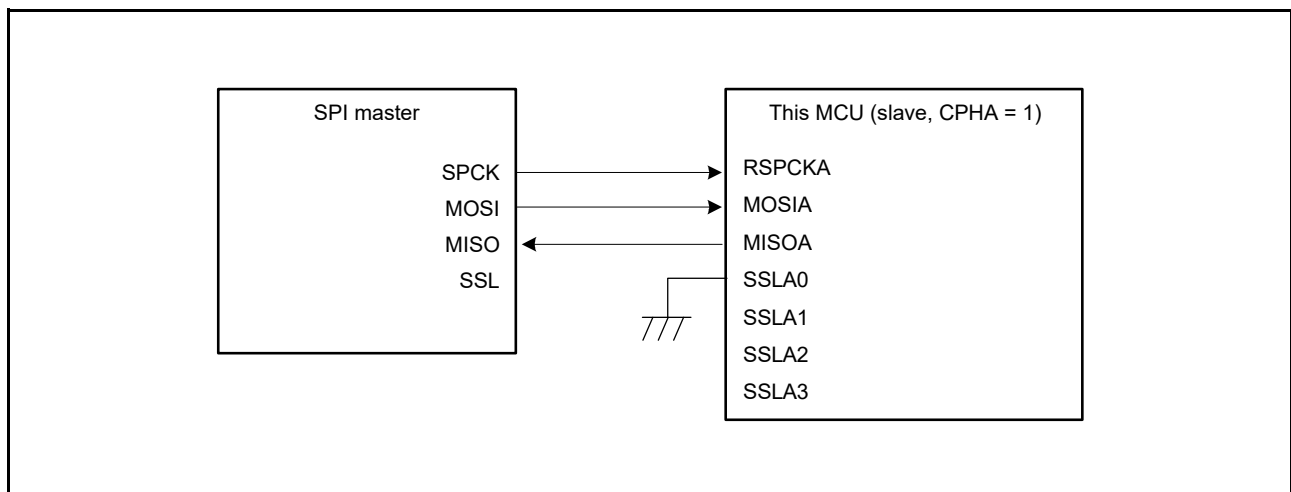 SPI master
SPCK
MOSI
MISO
SSL
This MCU (slave, CPHA = 1)
RSPCKA
MOSIA
MISOA
SSLA0
SSLA1
SSLA2
SSLA3